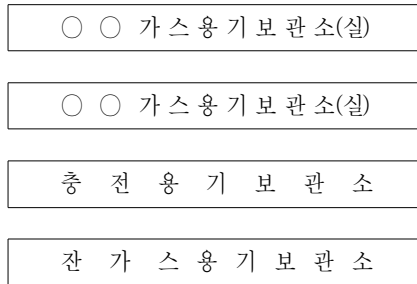 ○ ○ 가 스 용 기 보 관 소(실)
○ ○ 가 스 용 기 보 관 소(실)
충 전 용 기 보 관 소
잔 가 스 용 기 보 관 소